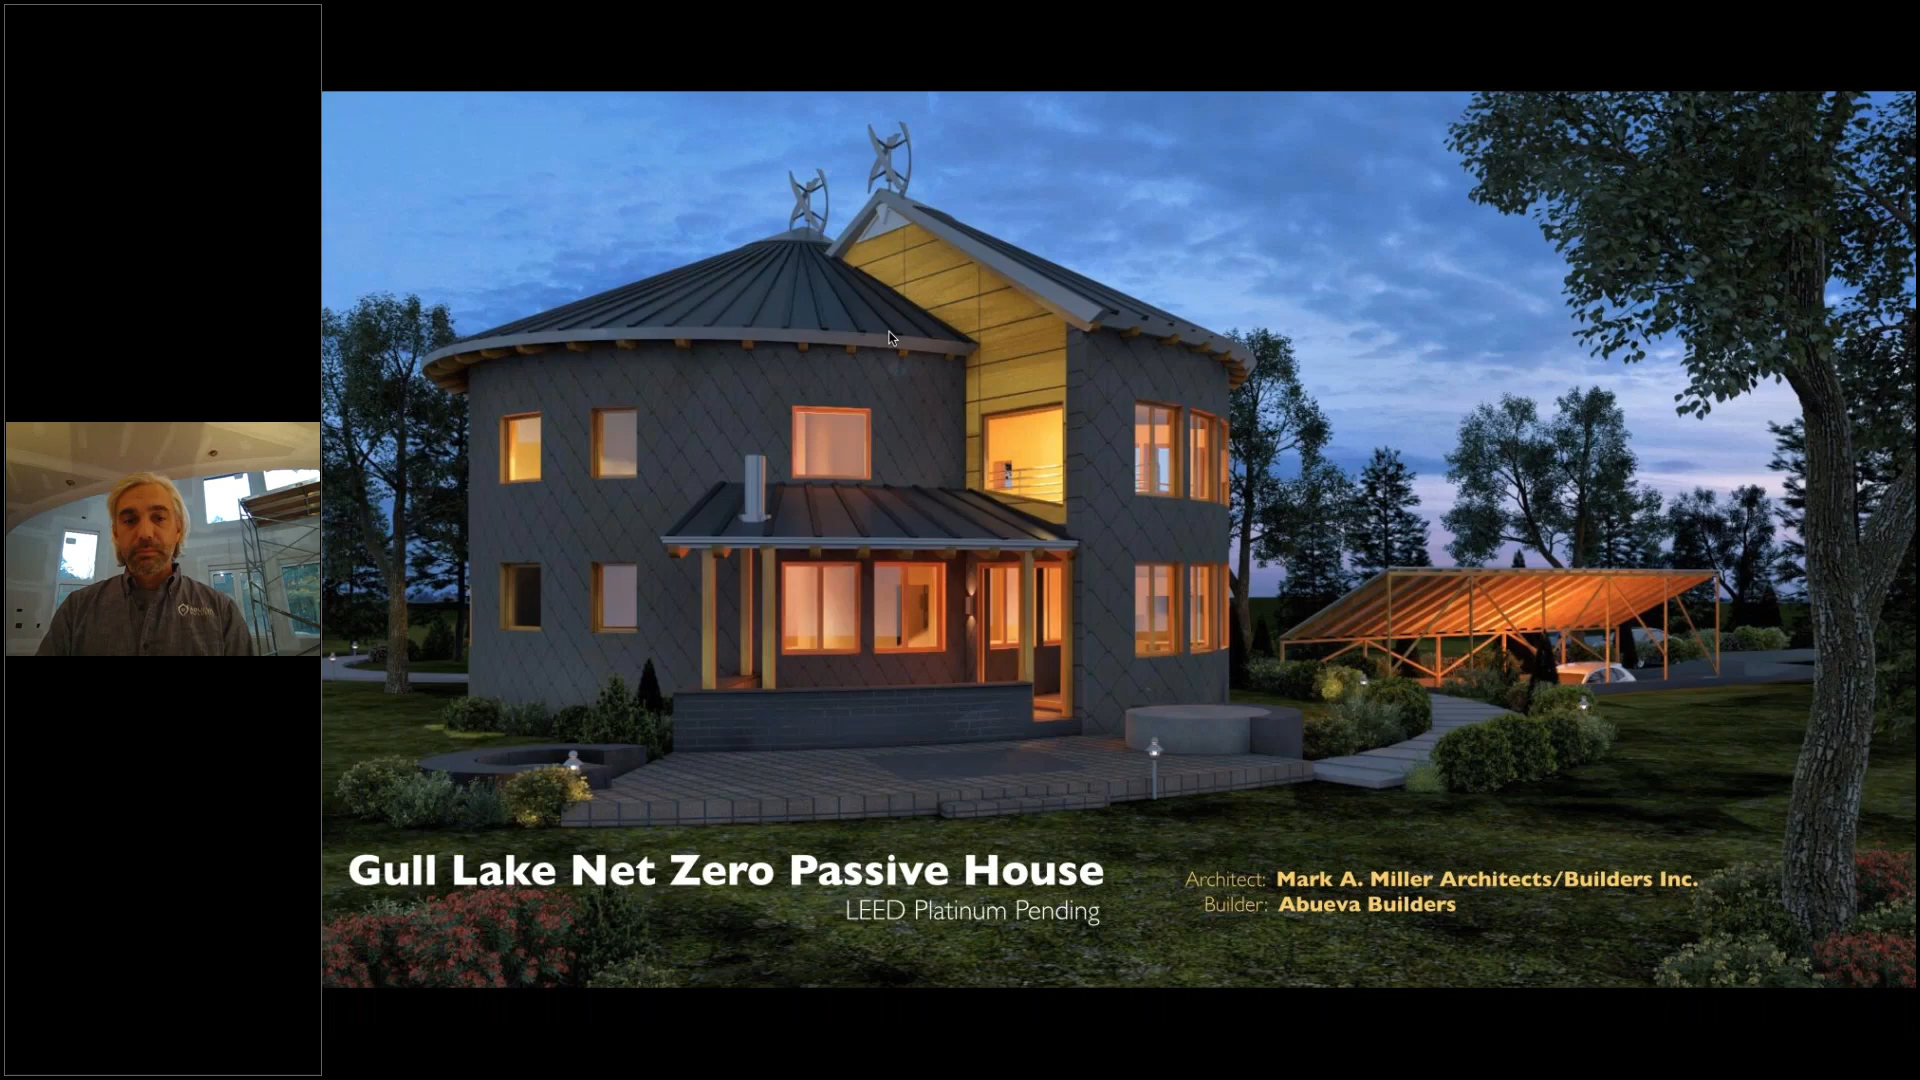 Gull Lake Net Zero Passive House
LEED Platinum Pending
Architect: Mark A. Miller Architects/Builders Inc.
Builder: Abueva Builders